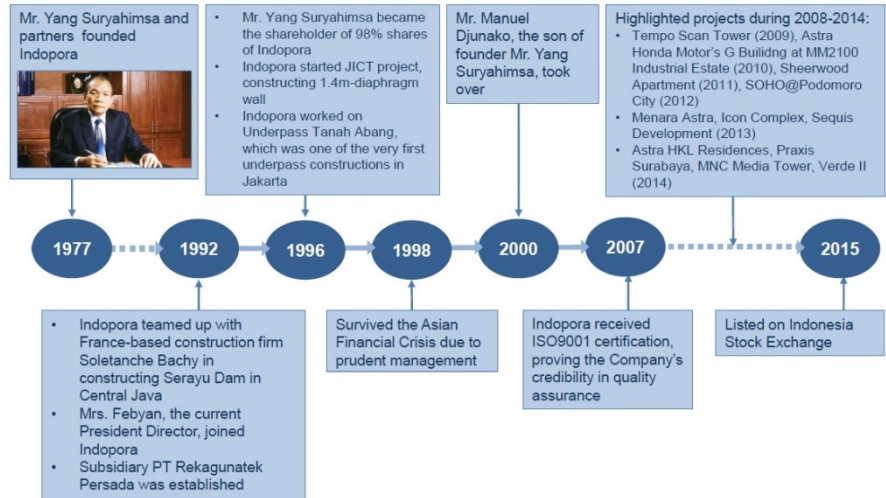 Mr. Yang Suryahimsa and
partners founded
Indopora
• Mr. Yang Suryahimsa became
the shareholder of 98% shares
of Indopora
• Indopora started JICT project,
constructing 1.4m-diaphragm
wall
• Indopora worked on
Underpass Tanah Abang,
which was one of the very first
underpass constructions in
Jakarta
Mr. Manuel
Djunako, the son of
founder Mr. Yang
Suryahimsa, took
over
Highlighted projects during 2008-2014:
• Tempo Scan Tower (2009), Astra
Honda Motor's G Builidng at MM2100
Industrial Estate (2010), Sheerwood
Apartment (2011), SOHO@Podomoro
City (2012)
• Menara Astra, Icon Complex, Sequis
Development (2013)
• Astra HKL Residences, Praxis
Surabaya, MNC Media Tower, Verde II
(2014)
1977
1992
1996
1998
2000
2007
2015
• Indopora teamed up with
France-based construction firm
Soletanche Bachy in
constructing Serayu Dam in
Central Java
• Mrs. Febyan, the current
President Director, joined
Indopora
• Subsidiary PT Rekagunatek
Persada was established
Survived the Asian
Financial Crisis due to
prudent management
Indopora received
ISO9001 certification,
proving the Company's
credibility in quality
assurance
Listed on Indonesia
Stock Exchange